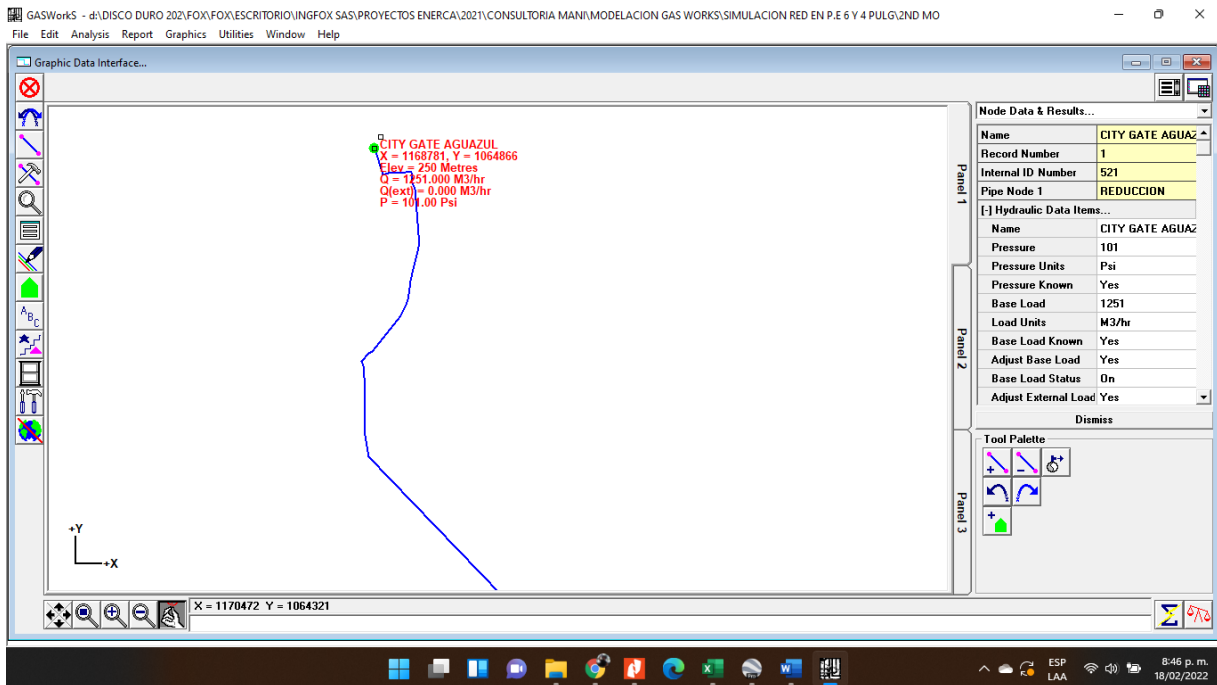 GASWorkS - d:\DISCO DURO 202\FOX\FOX\ESCRITORIO\INGFOX SAS\PROYECTOS ENERCA\2021\CONSULTORIA MANI\MODELACION GAS WORKS\SIMULACION RED EN P.E 6 Y 4 PULG\2ND MO
File Edit Analysis Report Graphics Utilities Window Help
Graphic Data Interface...
CITY GATE AGUAZUL
X = 1168781, Y = 1064866
Elev = 250 Metres
Q = 1251.000 M3/hr
Q(ext) = 0.000 M3/hr
P = 101.00 Psi
ABC
+Y
+X
Panel 1
Panel 2
Panel 3
Node Data & Results...
Name CITY GATE AGUAZ
Record Number 1
Internal ID Number 521
Pipe Node 1 REDUCCION
[-] Hydraulic Data Items...
Name CITY GATE AGUAZ
Pressure 101
Pressure Units Psi
Pressure Known Yes
Base Load 1251
Load Units M3/hr
Base Load Known Yes
Adjust Base Load Yes
Base Load Status On
Adjust External Load Yes
Dismiss
Tool Palette
X = 1170472 Y = 1064321
ESP
LAA
8:46 p. m.
18/02/2022